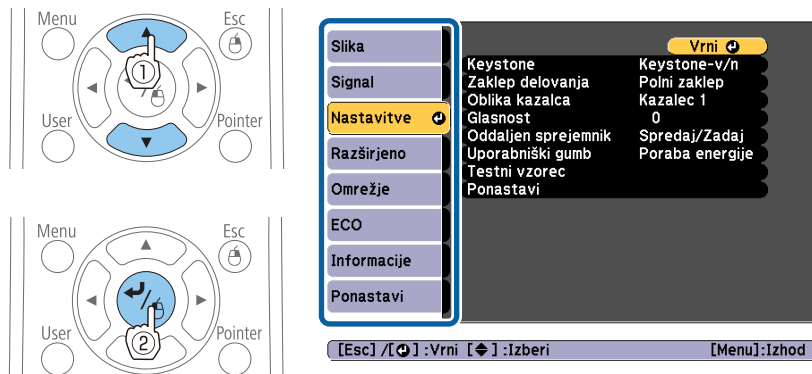 Menu
Esc
①
User
Pointer
Menu
Esc
User
Pointer
②
Slika
Signal
Nastavitve
Razširjeno
Omrežje
ECO
Informacije
Ponastavi
Vrni
Keystone Keystone-v/n
Zaklep delovanja Polni zaklep
Oblika kazalca Kazalec 1
Glasnost 0
Oddaljen sprejemnik Spredaj/Zadaj
Uporabniški gumb Poraba energije
Testni vzorec
Ponastavi
[Esc] /[ ] :Vrni [ ] :Izberi [Menu]:Izhod